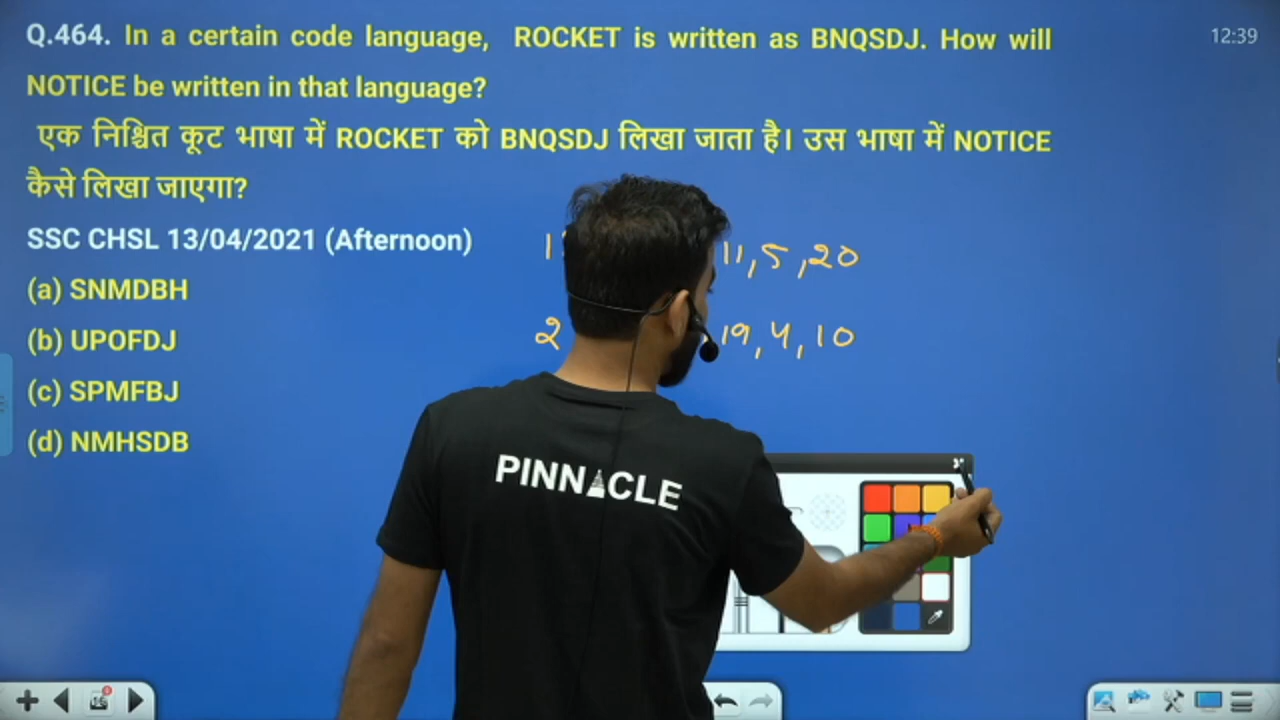 Q.464. In a certain code language, ROCKET is written as BNQSDJ. How will
12:39
NOTICE be written in that language?
एक निश्चित कूट भाषा में ROCKET को BNQSDJ लिखा जाता है। उस भाषा में NOTICE
कैसे लिखा जाएगा?
SSC CHSL 13/04/2021 (Afternoon)
11,5,20
(a) SNMDBH
2
19,4,10
(b) UPOFDJ
(c) SPMFBJ
(d) NMHSDB
PINNACLE